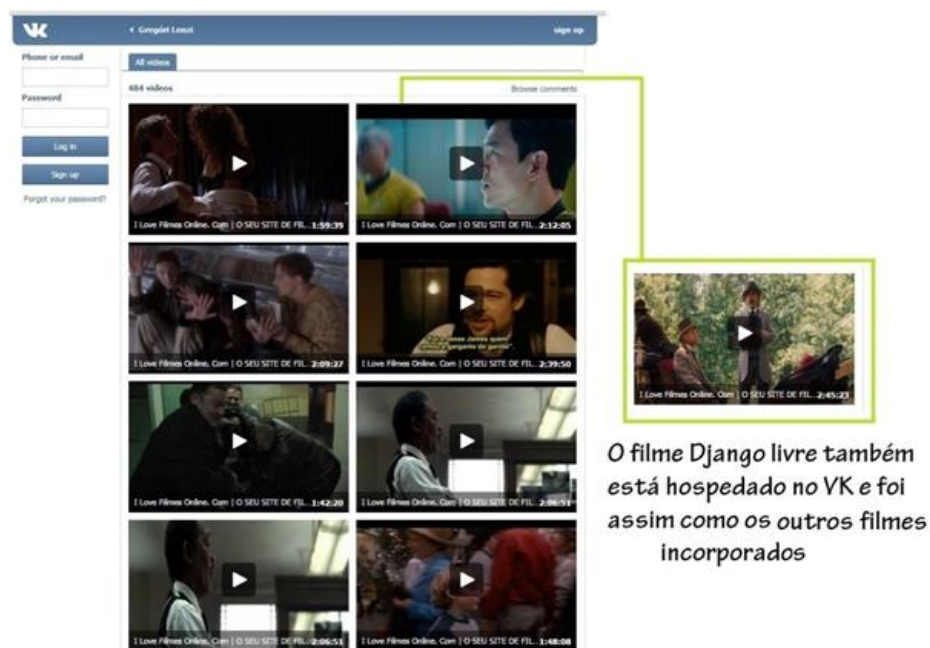 VK
Gregóri Lenzi
sign up
Phone or email
Password
Log in
Sign up
Forgot your password?
All videos
484 videos
Browse comments
I Love Filmes Online. Com | O SEU SITE DE FIL... 1:59:39
I Love Filmes Online. Com | O SEU SITE DE FIL... 2:12:05
I Love Filmes Online. Com | O SEU SITE DE FIL... 2:09:27
garganta do garoto".
I Love Filmes Online. Com | O SEU SITE DE FIL... 2:39:50
I Love Filmes Online. Com | O SEU SITE DE FIL... 1:42:20
I Love Filmes Online. Com | O SEU SITE DE FIL... 2:06:51
I Love Filmes Online. Com | O SEU SITE DE FIL... 2:06:53
I Love Filmes Online. Com | O SEU SITE DE FIL... 1:48:08
I Love Filmes Online. Com | O SEU SITE DE FIL... 2:45:23
O filme Django livre também
está hospedado no VK e foi
assim como os outros filmes
incorporados